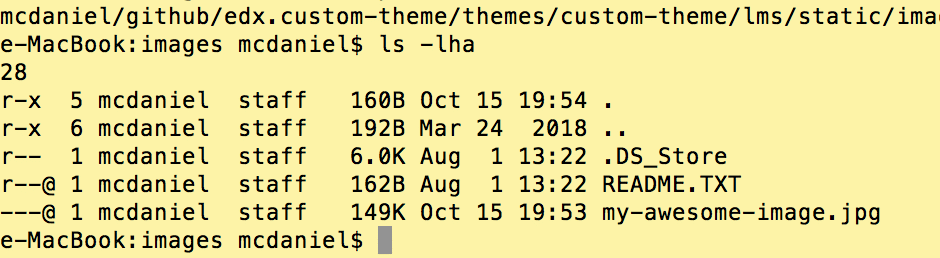 mcdaniel/github/edx.custom-theme/themes/custom-theme/lms/static/ima
e-MacBook:images mcdaniel$ ls -lha
28
r-x  5 mcdaniel  staff   160B Oct 15 19:54 .
r-x  6 mcdaniel  staff   192B Mar 24  2018 ..
r--  1 mcdaniel  staff   6.0K Aug  1 13:22 .DS_Store
r--@ 1 mcdaniel  staff   162B Aug  1 13:22 README.TXT
---@ 1 mcdaniel  staff   149K Oct 15 19:53 my-awesome-image.jpg
e-MacBook:images mcdaniel$